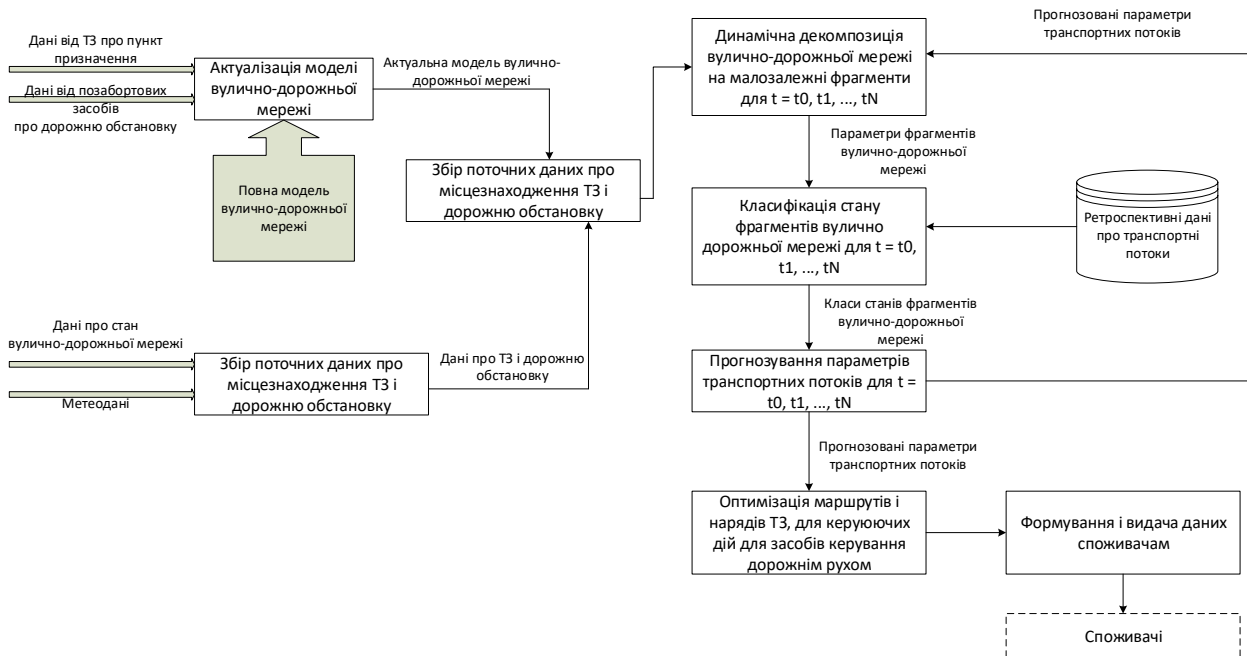 Дані від ТЗ про пункт
призначення
Дані від позабортових
засобів
про дорожню обстановку
Актуалізація моделі
вулично-дорожньої
мережі
Актуальна модель вулично-
дорожньої мережі
Повна модель
вулично-дорожньої
мережі
Збір поточних даних про
місцезнаходження ТЗ і
дорожню обстановку
Дані про стан
вулично-дорожньої мережі
Метеодані
Збір поточних даних про
місцезнаходження ТЗ і
дорожню обстановку
Дані про ТЗ і дорожню
обстановку
Динамічна декомпозиція
вулично-дорожньої мережі
на малозалежні фрагменти
для t = t0, t1, ..., tN
Прогнозовані параметри
транспортних потоків
Параметри фрагментів
вулично-дорожньої
мережі
Класифікація стану
фрагментів вулично
дорожньої мережі для t = t0,
t1, ..., tN
Ретроспективні дані
про транспортні
потоки
Класи станів фрагментів
вулично-дорожньої
мережі
Прогнозування параметрів
транспортних потоків для t =
t0, t1, ..., tN
Прогнозовані параметри
транспортних потоків
Оптимізація маршрутів і
нарядів ТЗ, для керуюючих
дій для засобів керування
дорожнім рухом
Формування і видача даних
споживачам
Споживачі